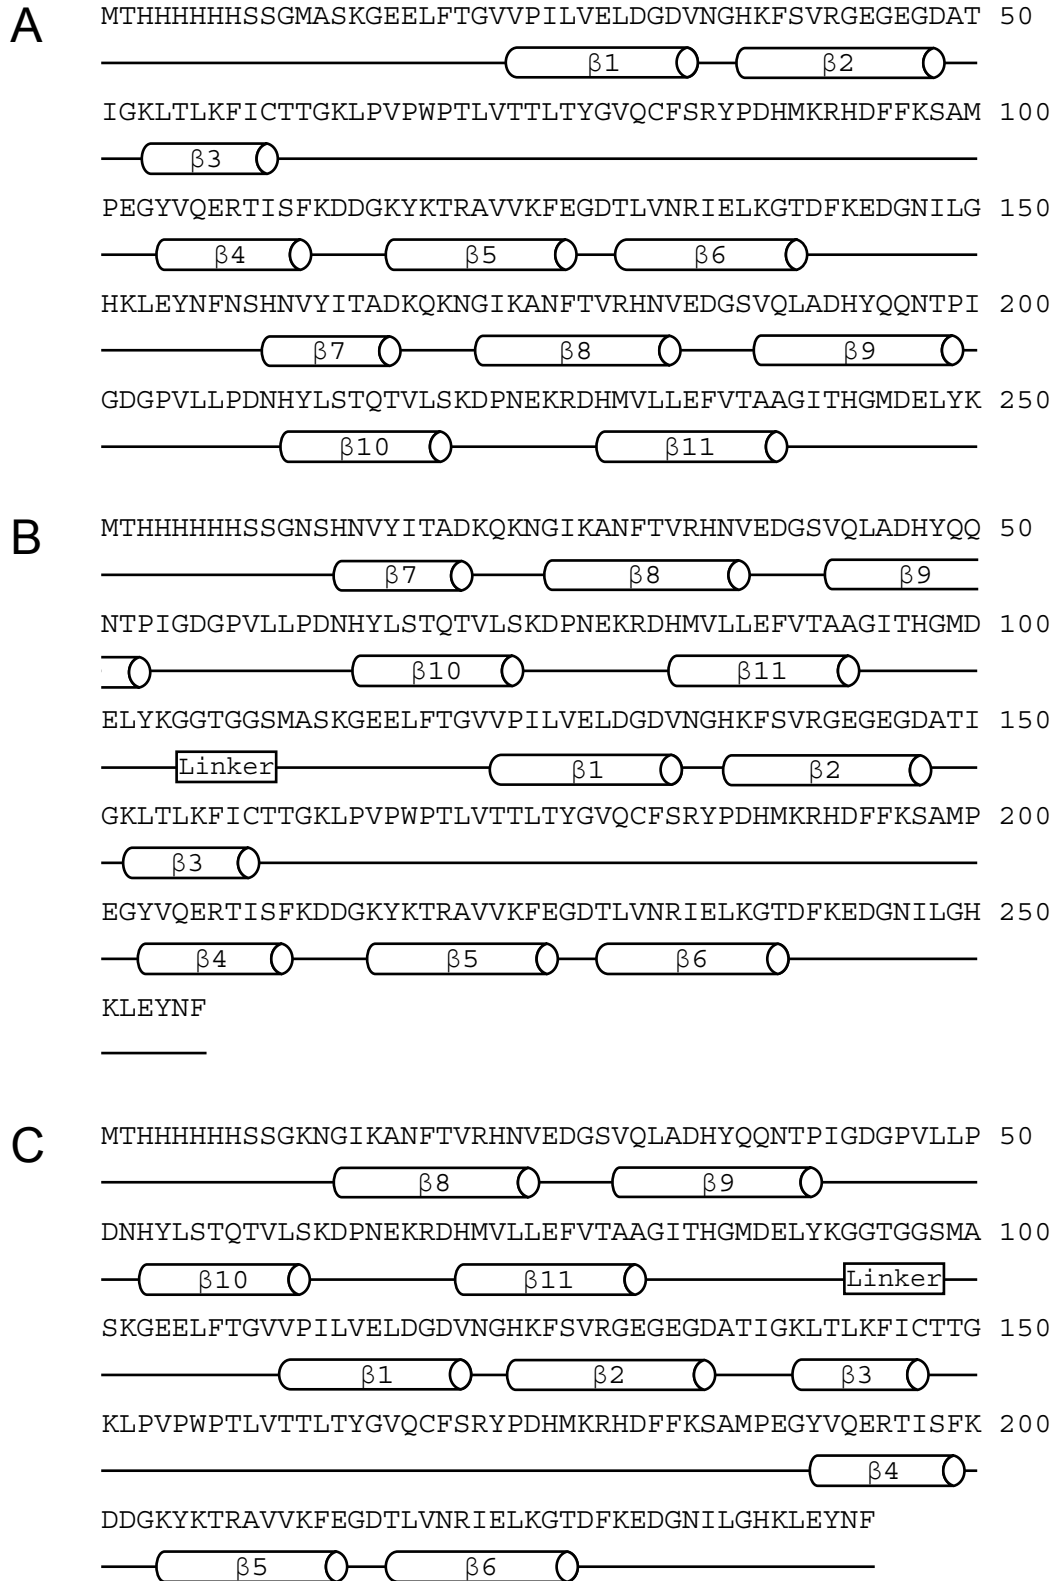 A
MTHHHHHHSSGMASKGEELFTGVVPILVELDGDVNGHKFSVRGEGEGDAT 50
β1 β2
IGKLTLKFICTTGKLPVPWPTLVTTLTYGVQCFSRYPDHMKRHDFFKSAM 100
β3
PEGYVQERTISFKDDGKYKTRAVVKFEGDTLVNRIELKGTDFKEDGNILG 150
β4 β5 β6
HKLEYNFNSHNVYITADKQKNGIKANFTVRHNVEDGSVQLADHYQQNTPI 200
β7 β8 β9
GDGPVLLPDNHYLSTQTVLSKDPNEKRDHMVLLEFVTAAGITHGMDELYK 250
β10 β11
B
MTHHHHHHSSGNSHNVYITADKQKNGIKANFTVRHNVEDGSVQLADHYQQ 50
β7 β8 β9
NTPIGDGPVLLPDNHYLSTQTVLSKDPNEKRDHMVLLEFVTAAGITHGMD 100
β10 β11
ELYKGGTGGSMASKGEELFTGVVPILVELDGDVNGHKFSVRGEGEGDATI 150
Linker β1 β2
GKLTLKFICTTGKLPVPWPTLVTTLTYGVQCFSRYPDHMKRHDFFKSAMP 200
β3
EGYVQERTISFKDDGKYKTRAVVKFEGDTLVNRIELKGTDFKEDGNILGH 250
β4 β5 β6
KLEYNF
C
MTHHHHHHSSGKNGIKANFTVRHNVEDGSVQLADHYQQNTPIGDGPVLLP 50
β8 β9
DNHYLSTQTVLSKDPNEKRDHMVLLEFVTAAGITHGMDELYKGGTGGSMA 100
β10 β11 Linker
SKGEELFTGVVPILVELDGDVNGHKFSVRGEGEGDATIGKLTLKFICTTG 150
β1 β2 β3
KLPVPWPTLVTTLTYGVQCFSRYPDHMKRHDFFKSAMPEGYVQERTISFK 200
β4
DDGKYKTRAVVKFEGDTLVNRIELKGTDFKEDGNILGHKLEYNF
β5 β6